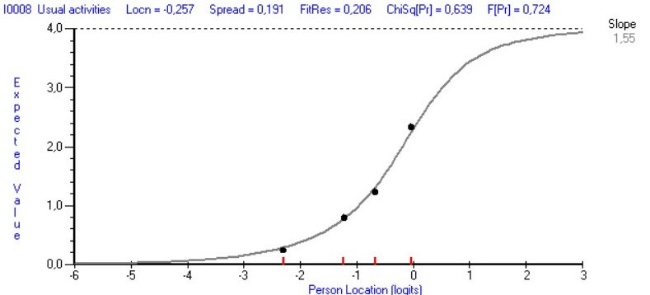 I0008 Usual activities Locn = -0,257 Spread = 0,191 FitRes = 0,206 ChiSq[Pr] = 0,639 F[Pr] = 0,724
Slope
1,55
4,0
3,0
2,0
1,0
0,0
Expected Value
-6 -5 -4 -3 -2 -1 0 1 2 3
Person Location (logits)